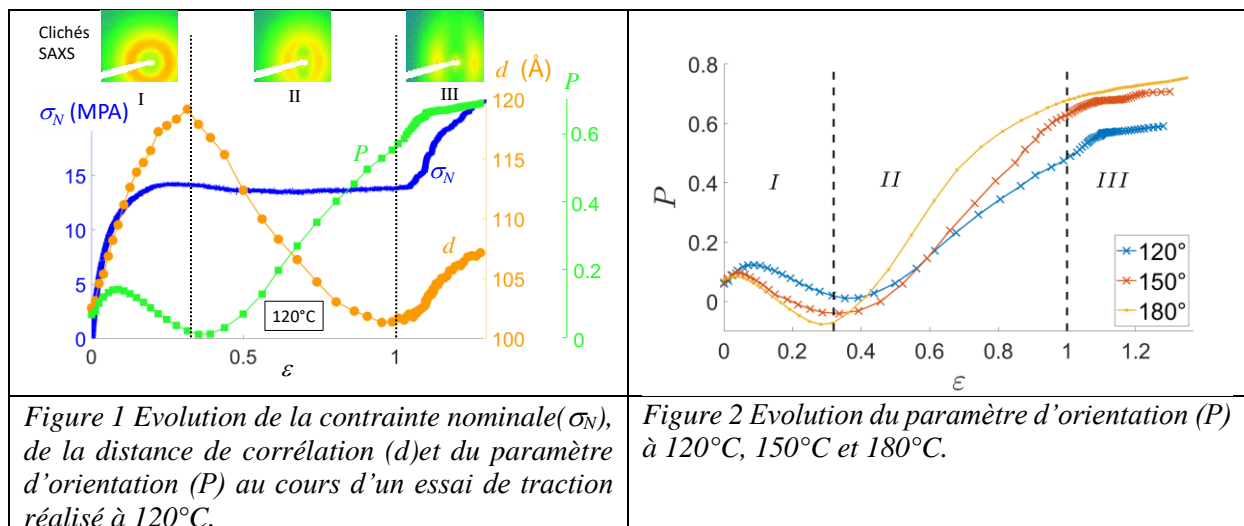 Clichés
SAXS
I
II
III
σN (MPA)
d (Å)
P
15
10
5
0
120
115
110
105
100
0.6
0.4
0.2
0
P
σN
d
120°C
0
0.5
1
ε
0.8
0.6
0.4
0.2
0
P
I
II
III
120°
150°
180°
0
0.2
0.4
0.6
0.8
1
1.2
ε
Figure 1 Evolution de la contrainte nominale(σN),
de la distance de corrélation (d)et du paramètre
d'orientation (P) au cours d'un essai de traction
réalisé à 120°C.
Figure 2 Evolution du paramètre d'orientation (P)
à 120°C, 150°C et 180°C.